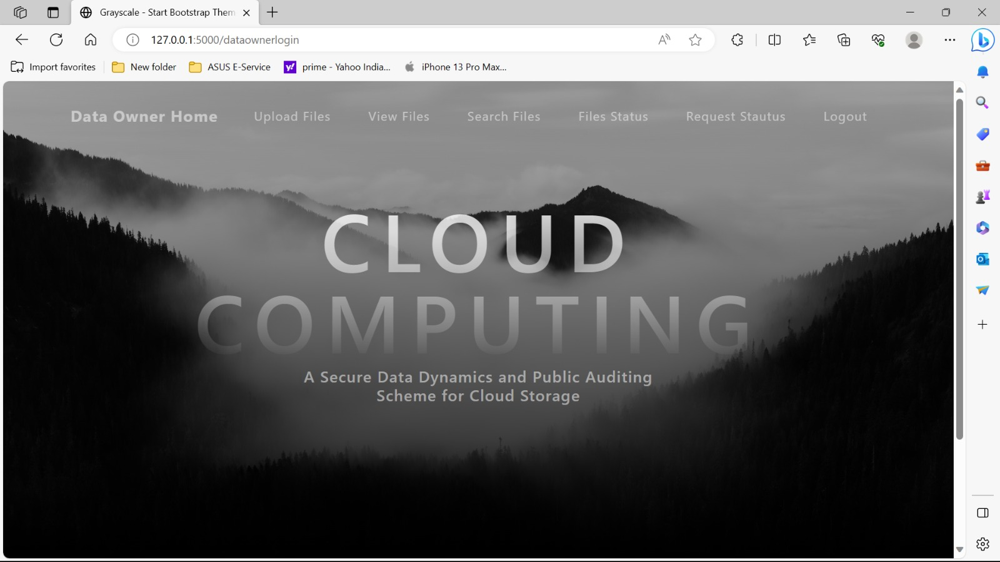 Grayscale - Start Bootstrap Them
127.0.0.1:5000/dataownerlogin
Import favorites New folder ASUS E-Service prime - Yahoo India... iPhone 13 Pro Max...
Data Owner Home Upload Files View Files Search Files Files Status Request Stautus Logout
CLOUD
COMPUTING
A Secure Data Dynamics and Public Auditing
Scheme for Cloud Storage